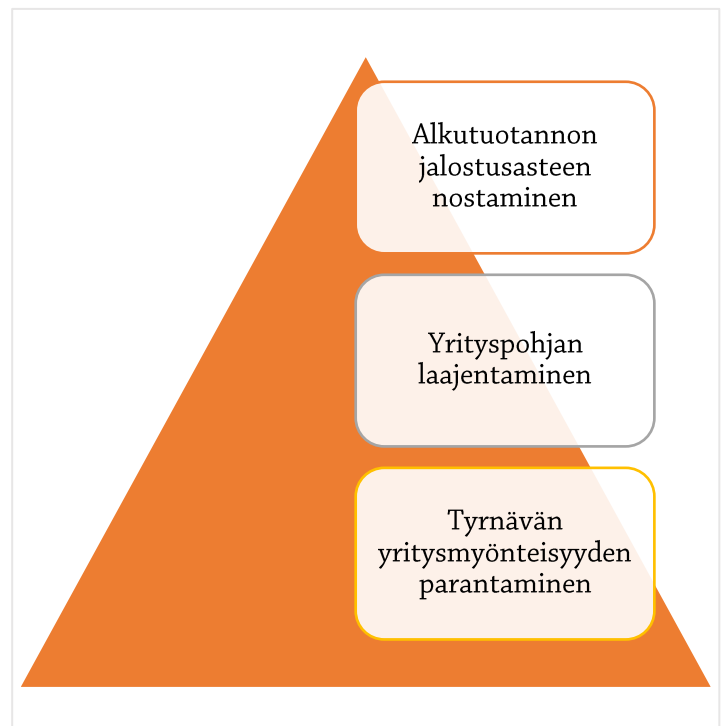 Alkutuotannon
jalostusasteen
nostaminen
Yrityspohjan
laajentaminen
Tyrnävän
yritysmyönteisyyden
parantaminen